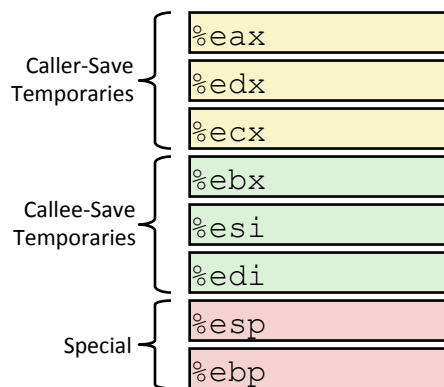 Caller-Save
Temporaries
%eax
%edx
%ecx
Callee-Save
Temporaries
%ebx
%esi
%edi
Special
%esp
%ebp